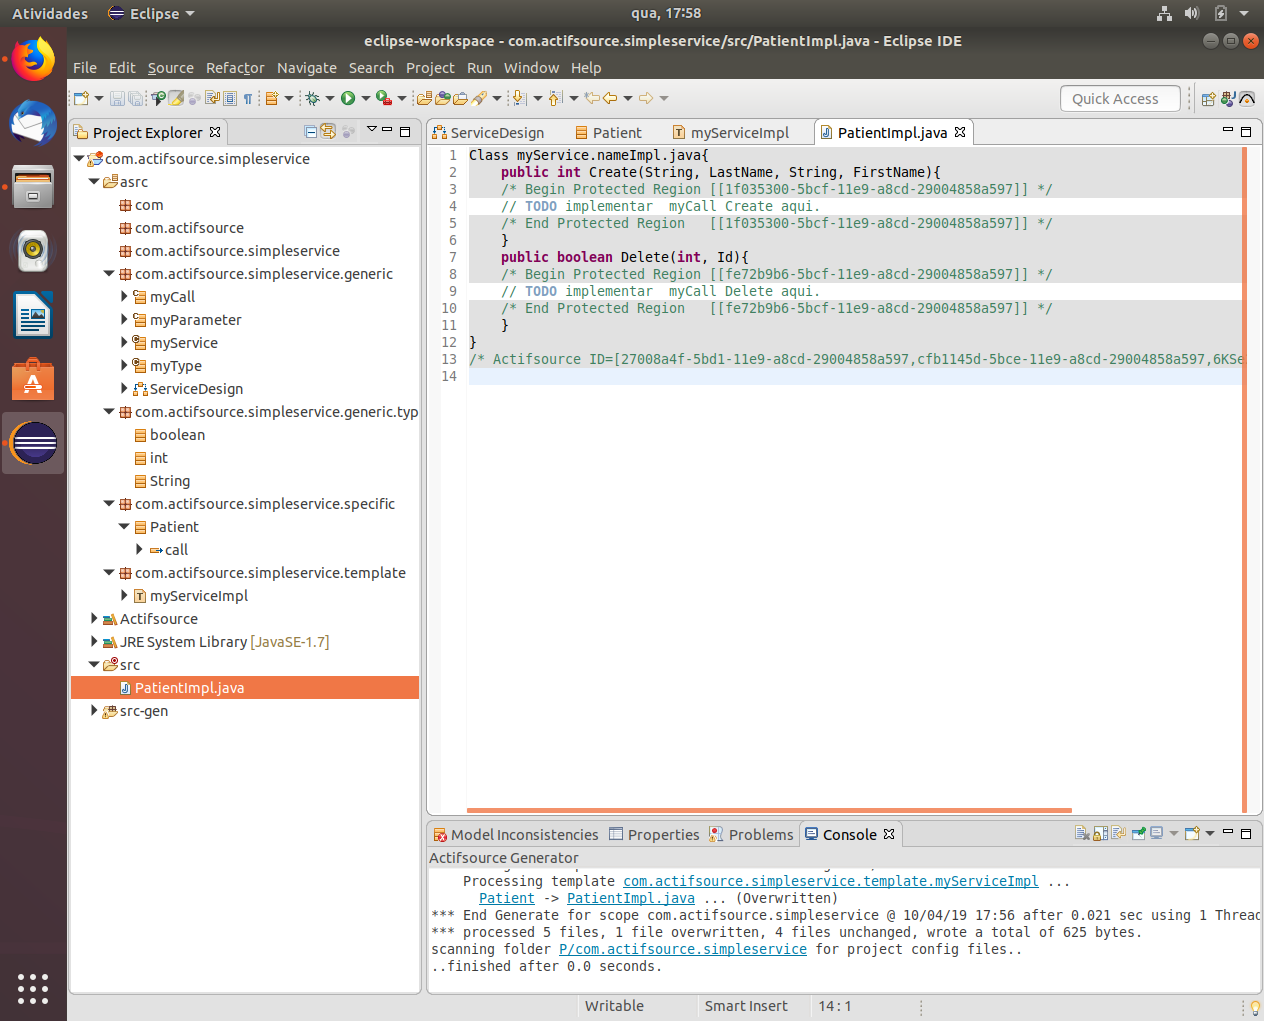 Atividades Eclipse qua, 17:58
eclipse-workspace - com.actifsource.simpleservice/src/PatientImpl.java - Eclipse IDE
File Edit Source Refactor Navigate Search Project Run Window Help
Quick Access
Project Explorer
com.actifsource.simpleservice
asrc
com
com.actifsource
com.actifsource.simpleservice
com.actifsource.simpleservice.generic
myCall
myParameter
myService
myType
ServiceDesign
com.actifsource.simpleservice.generic.typ
boolean
int
String
com.actifsource.simpleservice.specific
Patient
call
com.actifsource.simpleservice.template
myServiceImpl
Actifsource
JRE System Library [JavaSE-1.7]
src
PatientImpl.java
src-gen
ServiceDesign Patient myServiceImpl PatientImpl.java
1 Class myService.nameImpl.java{
2 public int Create(String, LastName, String, FirstName){
3 /* Begin Protected Region [[1f035300-5bcf-11e9-a8cd-29004858a597]] */
4 // TODO implementar  myCall Create aqui.
5 /* End Protected Region   [[1f035300-5bcf-11e9-a8cd-29004858a597]] */
6 }
7 public boolean Delete(int, Id){
8 /* Begin Protected Region [[fe72b9b6-5bcf-11e9-a8cd-29004858a597]] */
9 // TODO implementar  myCall Delete aqui.
10 /* End Protected Region   [[fe72b9b6-5bcf-11e9-a8cd-29004858a597]] */
11 }
12 }
13 /* Actifsource ID=[27008a4f-5bd1-11e9-a8cd-29004858a597,cfb1145d-5bce-11e9-a8cd-29004858a597,6KSe
14
Model Inconsistencies Properties Problems Console
Actifsource Generator
Processing template com.actifsource.simpleservice.template.myServiceImpl ...
Patient -> PatientImpl.java ... (Overwritten)
*** End Generate for scope com.actifsource.simpleservice @ 10/04/19 17:56 after 0.021 sec using 1 Threa
*** processed 5 files, 1 file overwritten, 4 files unchanged, wrote a total of 625 bytes.
scanning folder P/com.actifsource.simpleservice for project config files..
..finished after 0.0 seconds.
Writable Smart Insert 14 : 1